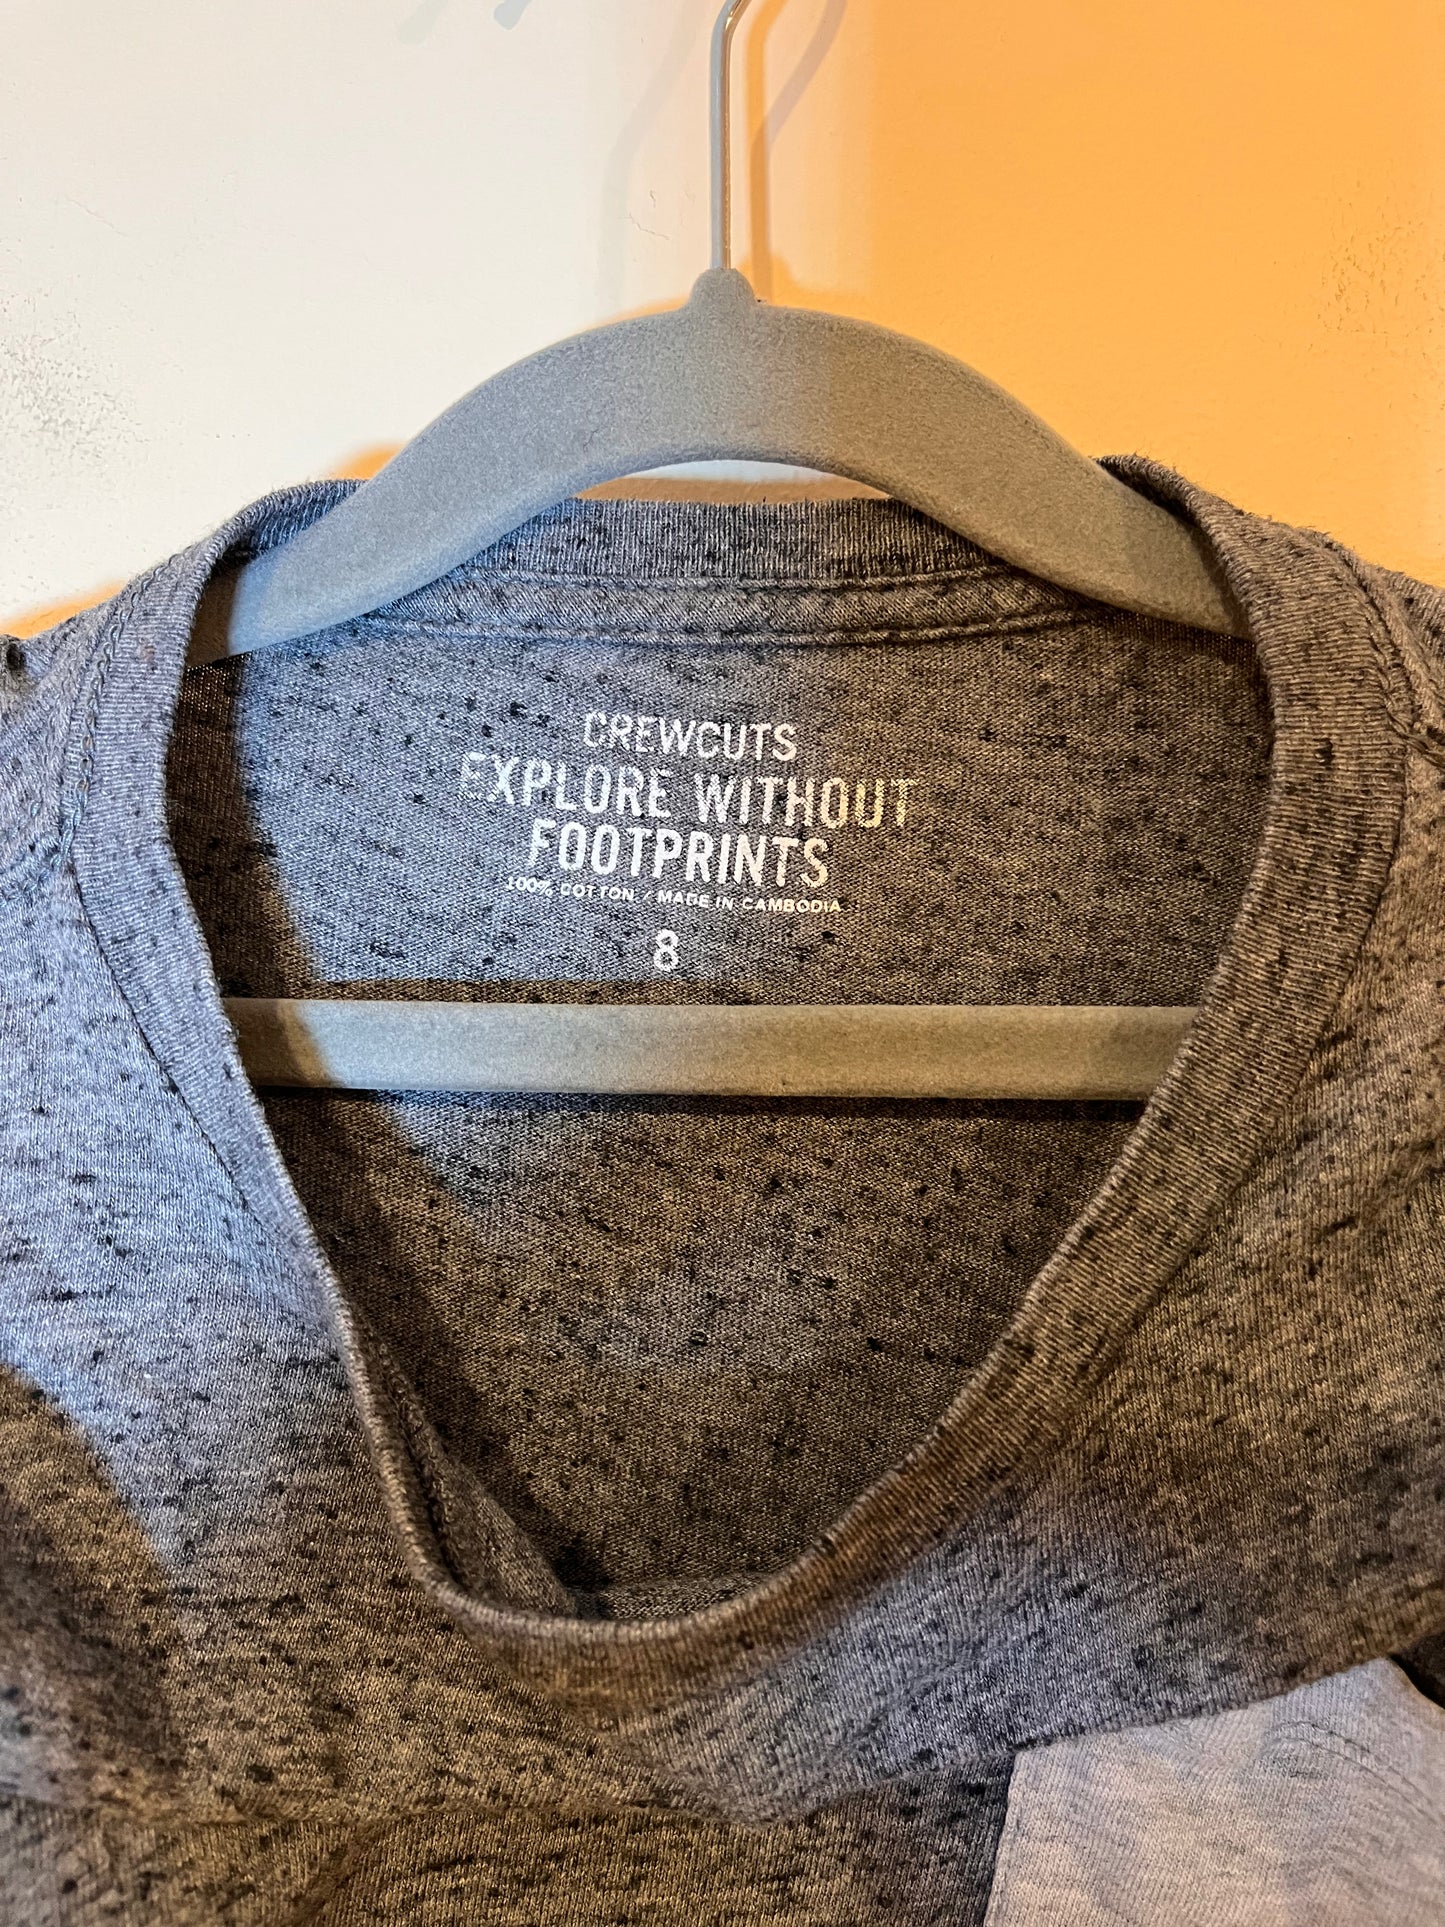 CREWCUTS
EXPLORE WITHOUT
FOOTPRINTS
100% COTTON / MADE IN CAMBODIA
8